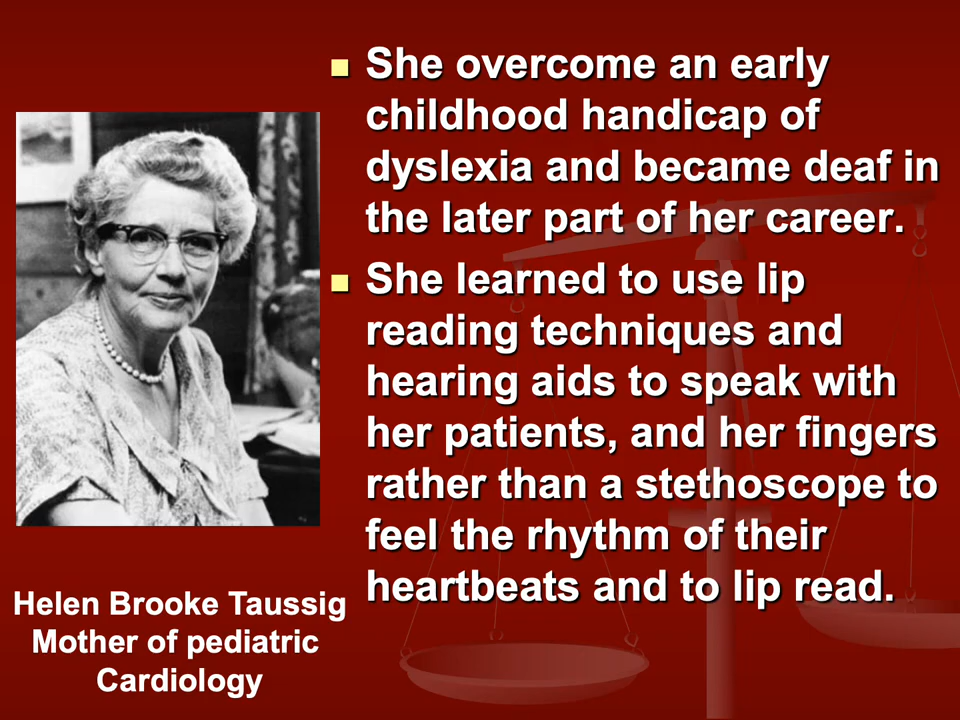 She overcome an early
childhood handicap of
dyslexia and became deaf in
the later part of her career.
She learned to use lip
reading techniques and
hearing aids to speak with
her patients, and her fingers
rather than a stethoscope to
feel the rhythm of their
heartbeats and to lip read.
Helen Brooke Taussig
Mother of pediatric
Cardiology